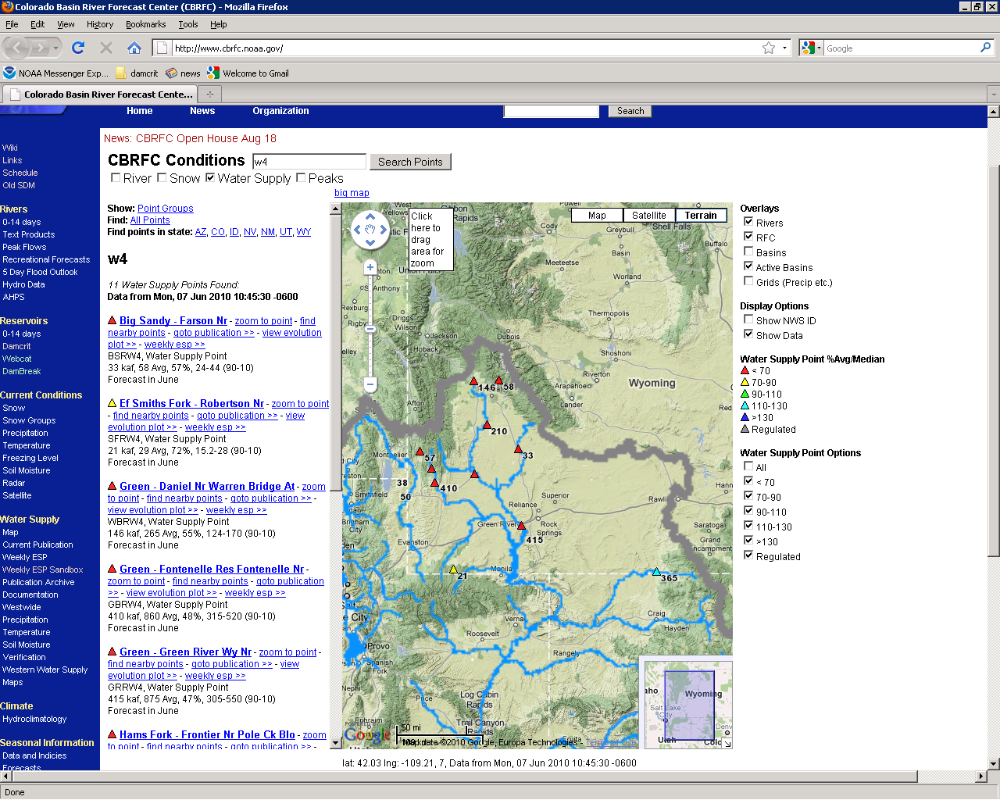 Colorado Basin River Forecast Center (CBRFC) - Mozilla Firefox
File Edit View History Bookmarks Tools Help
http://www.cbrfc.noaa.gov/
Google
NOAA Messenger Exp... damcrit news Welcome to Gmail
Colorado Basin River Forecast Cente...
Home News Organization Search
News: CBRFC Open House Aug 18
CBRFC Conditions w4 Search Points
River Snow Water Supply Peaks
big map
Wiki
Links
Schedule
Old SDM
Rivers
0-14 days
Text Products
Peak Flows
Recreational Forecasts
5 Day Flood Outlook
Hydro Data
AHPS
Reservoirs
0-14 days
Damcrit
Webcat
DamBreak
Current Conditions
Snow
Snow Groups
Precipitation
Temperature
Freezing Level
Soil Moisture
Radar
Satellite
Water Supply
Map
Current Publication
Weekly ESP
Weekly ESP Sandbox
Publication Archive
Documentation
Westwide
Precipitation
Temperature
Soil Moisture
Verification
Western Water Supply
Maps
Climate
Hydroclimatology
Seasonal Information
Data and Indicies
Forecasts
Show: Point Groups
Find: All Points
Find points in state: AZ, CO, ID, NV, NM, UT, WY
w4
11 Water Supply Points Found:
Data from Mon, 07 Jun 2010 10:45:30 -0600
Big Sandy - Farson Nr - zoom to point - find
nearby points - goto publication >> - view evolution
plot >> - weekly esp >>
BSRW4, Water Supply Point
33 kaf, 58 Avg, 57%, 24-44 (90-10)
Forecast in June
Ef Smiths Fork - Robertson Nr - zoom to point
- find nearby points - goto publication >> - view
evolution plot >> - weekly esp >>
SFRW4, Water Supply Point
21 kaf, 29 Avg, 72%, 15.2-28 (90-10)
Forecast in June
Green - Daniel Nr Warren Bridge At - zoom
to point - find nearby points - goto publication >> -
view evolution plot >> - weekly esp >>
WBRW4, Water Supply Point
146 kaf, 265 Avg, 55%, 124-170 (90-10)
Forecast in June
Green - Fontenelle Res Fontenelle Nr -
zoom to point - find nearby points - goto publication
>> - view evolution plot >> - weekly esp >>
GBRW4, Water Supply Point
410 kaf, 860 Avg, 48%, 315-520 (90-10)
Forecast in June
Green - Green River Wy Nr - zoom to point -
find nearby points - goto publication >> - view
evolution plot >> - weekly esp >>
GRRW4, Water Supply Point
415 kaf, 875 Avg, 47%, 305-550 (90-10)
Forecast in June
Hams Fork - Frontier Nr Pole Ck Blo - zoom
to point - find nearby points - goto publication >> -
Click
here to
drag
area for
zoom
Map Satellite Terrain
Powell
Cody
Greybull
Shell Falls
Buffalo
Basin
Meeteetse
Worland
St. Anthony
Rexburg
Rigby
Driggs
Wilson
Jackson
Hoback
Thermopolis
Dubois
Shoshoni
Riverton
Arapahoe
Wyoming
Lander
Afton
146 58
210
33
57
Montpelier
38
410
50
Smithfield
Superior
Reliance
Rock
Springs
Green River
415
Evanston
Saratoga
Grand
Encampment
Manila
21
365
Craig
Hayden
Verna
Roosevelt
Rangely
Provo
Spanish
Fork
Nephi
Price
Log Cabin
Rapids
Trail Canyon
Rapids
Ephraim
50 mi
Google
Map data ©2010 Google, Europa Technologies - Terms of Use
Wyoming
Salt Lake
City
Utah
lat: 42.03 lng: -109.21, 7, Data from Mon, 07 Jun 2010 10:45:30 -0600
Overlays
Rivers
RFC
Basins
Active Basins
Grids (Precip etc.)
Display Options
Show NWS ID
Show Data
Water Supply Point %Avg/Median
< 70
70-90
90-110
110-130
>130
Regulated
Water Supply Point Options
All
< 70
70-90
90-110
110-130
>130
Regulated
Done